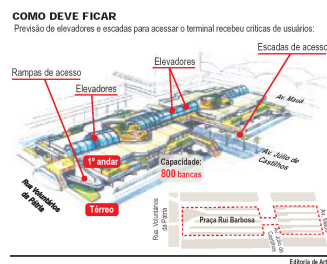 COMO DEVE FICAR
Previsão de elevadores e escadas para acessar o terminal recebeu críticas de usuários:
Escadas de acesso
Elevadores
Rampas de acesso
Elevadores
Av. Mauá
1º andar
Capacidade:
800 bancas
Av. Júlio de
Castilhos
Rua Voluntários
da Pátria
Térreo
Rua Voluntários
da Pátria
Praça Rui Barbosa
Av. Júlio de
Castilhos
Editoria de Art